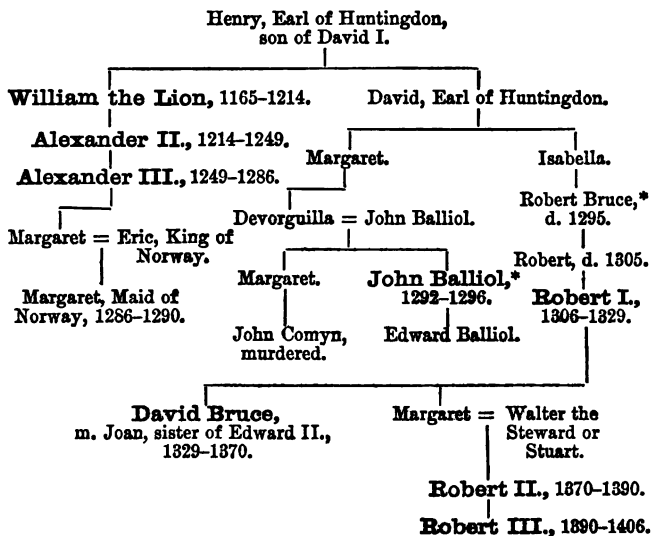 Henry, Earl of Huntingdon,
son of David I.
William the Lion, 1165–1214.
David, Earl of Huntingdon.
Alexander II., 1214–1249.
Margaret.
Isabella.
Alexander III., 1249–1286.
Robert Bruce,*
d. 1295.
Devorguilla = John Balliol.
Margaret = Eric, King of
Norway.
Robert, d. 1305.
Margaret.
John Balliol,*
1292–1296.
Robert I.,
1306–1329.
Margaret, Maid of
Norway, 1286–1290.
John Comyn,
murdered.
Edward Balliol.
David Bruce,
m. Joan, sister of Edward II.,
1329–1370.
Margaret = Walter the
Steward or
Stuart.
Robert II., 1370–1390.
Robert III., 1390–1406.